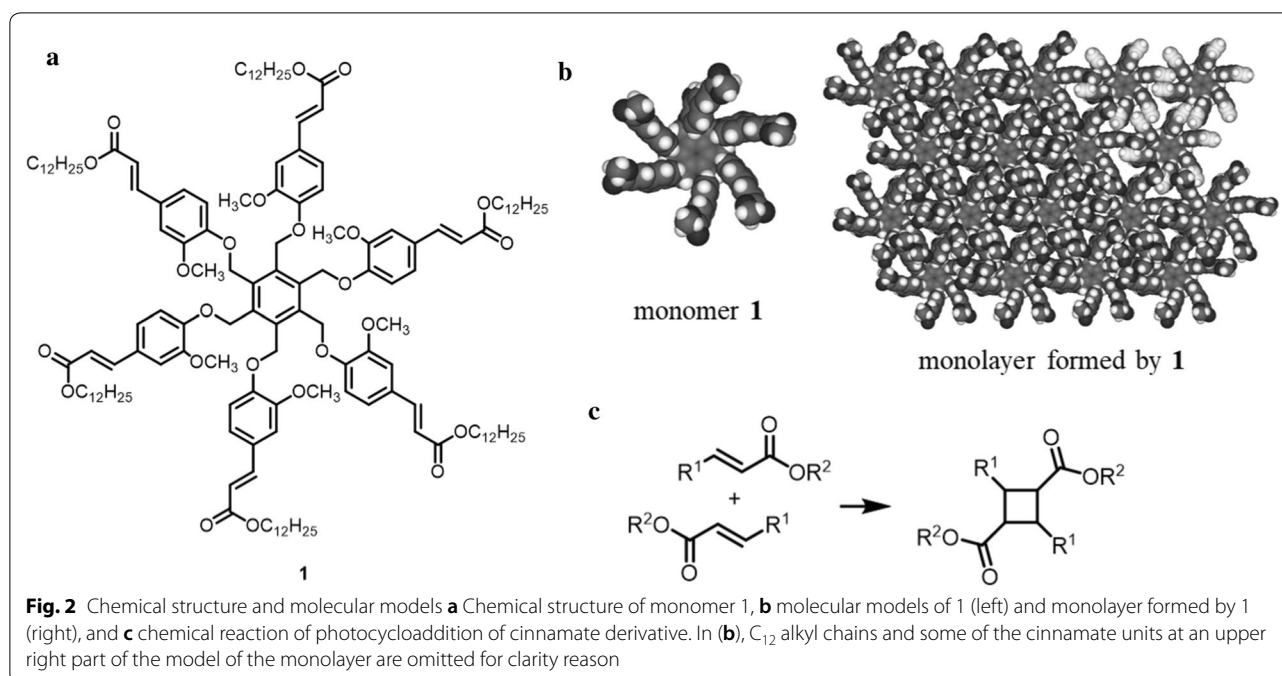 a
C₁₂H₂₅O
O
C₁₂H₂₅O
O
OCH₃
H₃CO
O
O
OC₁₂H₂₅
O
H₃CO
O
O
OCH₃
O
OCH₃
O
O
OC₁₂H₂₅
OCH₃
O
O
OC₁₂H₂₅
O
O
OC₁₂H₂₅
1
b
monomer 1
monolayer formed by 1
c
R¹
O
OR²
+
R²O
O
R¹
R¹
O
OR²
R²O
O
R¹
Fig. 2 Chemical structure and molecular models a Chemical structure of monomer 1, b molecular models of 1 (left) and monolayer formed by 1
(right), and c chemical reaction of photocycloaddition of cinnamate derivative. In (b), C₁₂ alkyl chains and some of the cinnamate units at an upper
right part of the model of the monolayer are omitted for clarity reason